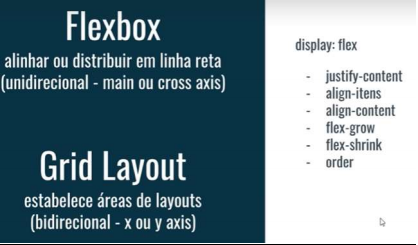 Flexbox
alinhar ou distribuir em linha reta
(unidirecional - main ou cross axis)
Grid Layout
estabelece áreas de layouts
(bidirecional - x ou y axis)
display: flex
- justify-content
- align-itens
- align-content
- flex-grow
- flex-shrink
- order